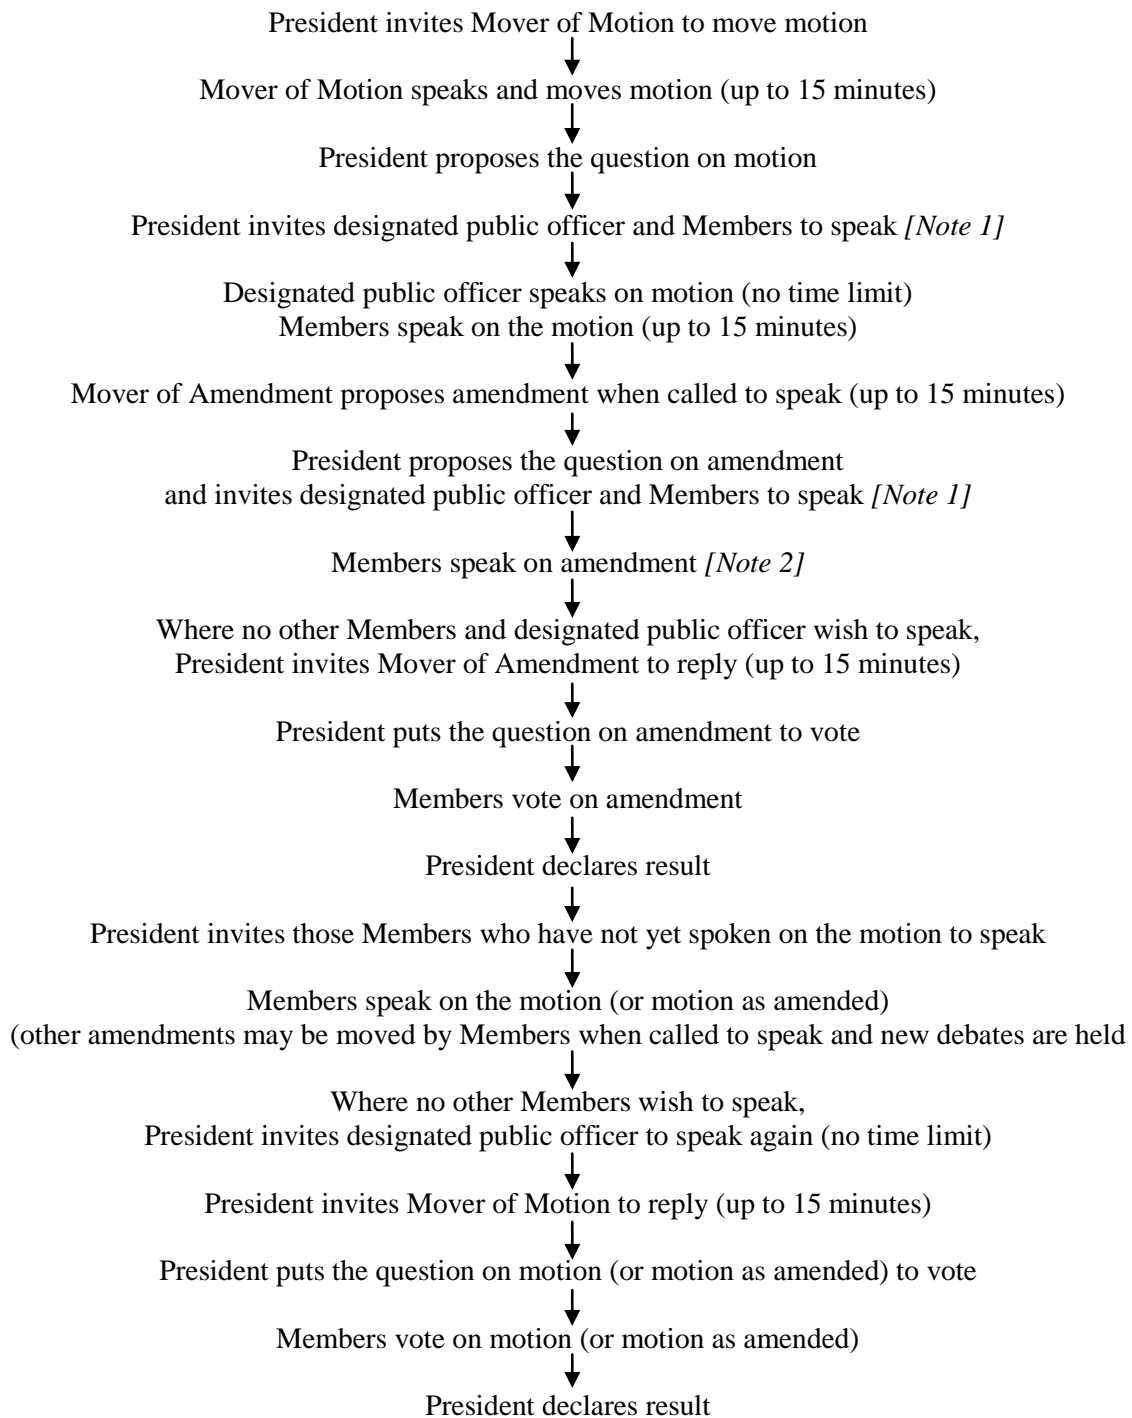 President invites Mover of Motion to move motion
Mover of Motion speaks and moves motion (up to 15 minutes)
President proposes the question on motion
President invites designated public officer and Members to speak [Note 1]
Designated public officer speaks on motion (no time limit)
Members speak on the motion (up to 15 minutes)
Mover of Amendment proposes amendment when called to speak (up to 15 minutes)
President proposes the question on amendment
and invites designated public officer and Members to speak [Note 1]
Members speak on amendment [Note 2]
Where no other Members and designated public officer wish to speak,
President invites Mover of Amendment to reply (up to 15 minutes)
President puts the question on amendment to vote
Members vote on amendment
President declares result
President invites those Members who have not yet spoken on the motion to speak
Members speak on the motion (or motion as amended)
(other amendments may be moved by Members when called to speak and new debates are held
Where no other Members wish to speak,
President invites designated public officer to speak again (no time limit)
President invites Mover of Motion to reply (up to 15 minutes)
President puts the question on motion (or motion as amended) to vote
Members vote on motion (or motion as amended)
President declares result